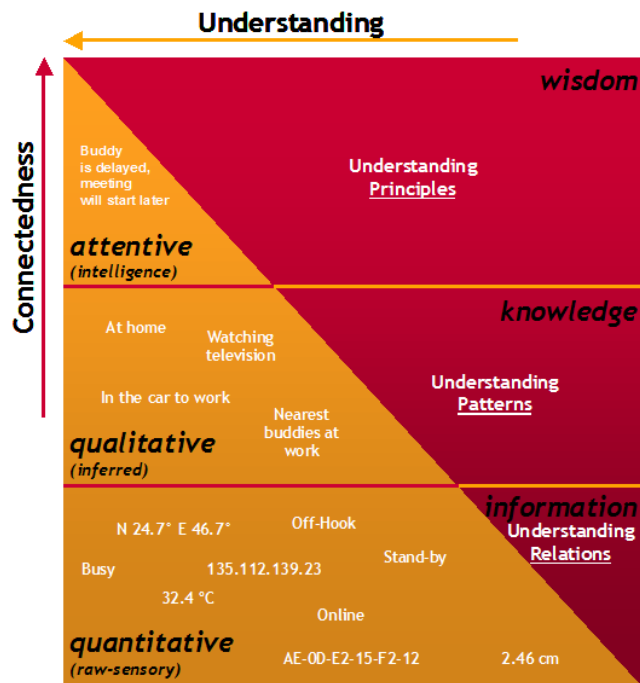 Understanding
Connectedness
wisdom
Buddy
is delayed,
meeting
will start later
Understanding
Principles
attentive
(intelligence)
knowledge
At home
Watching
television
In the car to work
Understanding
Patterns
Nearest
buddies at
work
qualitative
(inferred)
information
Understanding
Relations
N 24.7° E 46.7°
Off-Hook
Stand-by
Busy
135.112.139.23
32.4 °C
Online
quantitative
(raw-sensory)
AE-0D-E2-15-F2-12
2.46 cm